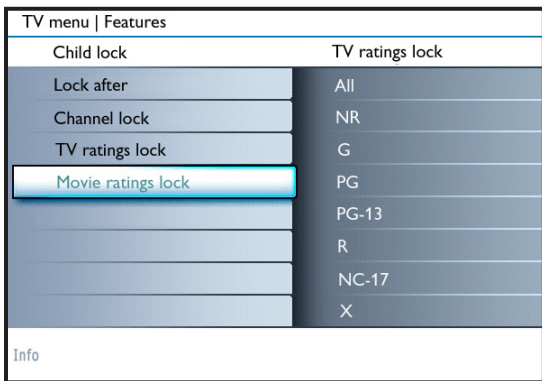 TV menu | Features
Child lock
TV ratings lock
Lock after
All
Channel lock
NR
TV ratings lock
G
Movie ratings lock
PG
PG-13
R
NC-17
X
Info